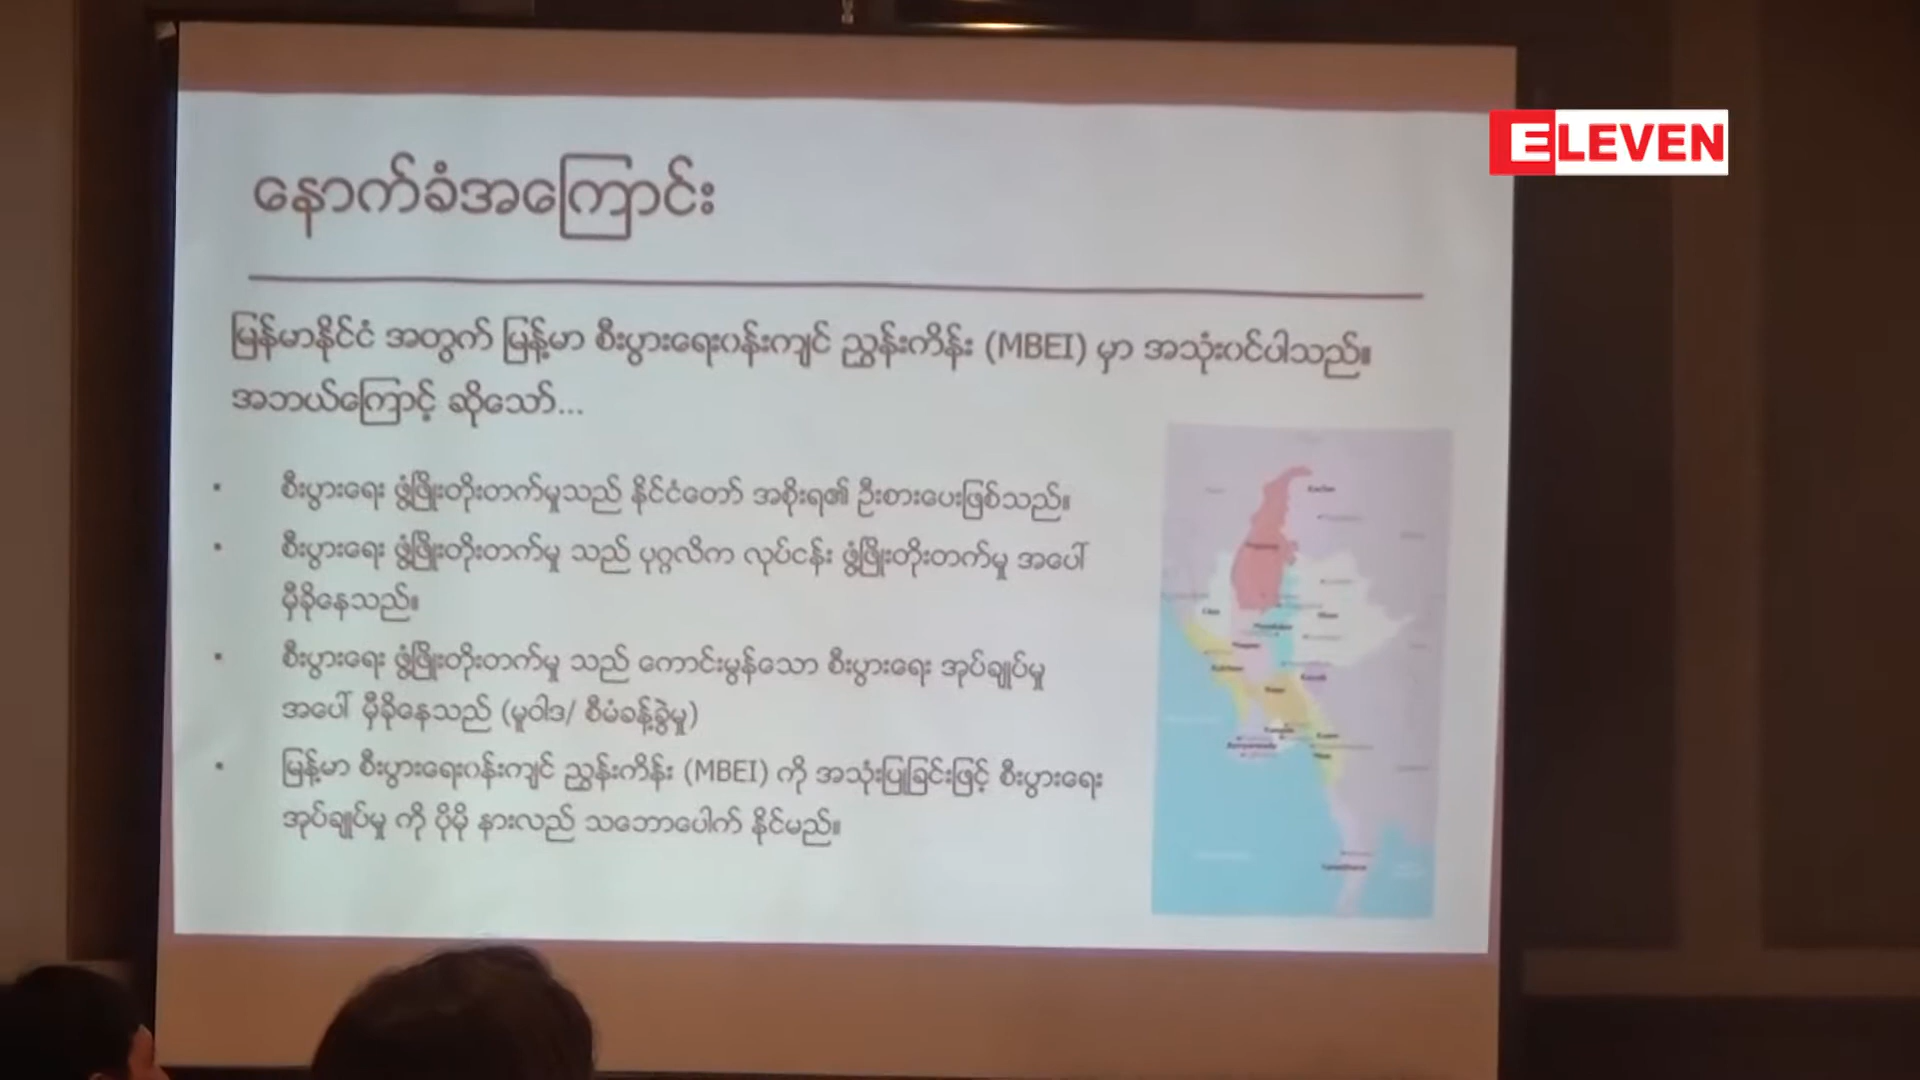 ELEVEN
နောက်ခံအကြောင်း
မြန်မာနိုင်ငံ အတွက် မြန်မာ့ စီးပွားရေးပန်းကျင် ညွှန်းကိန်း (MBEI) မှာ အသုံးဝင်ပါသည်။
အဘယ်ကြောင့် ဆိုသော်...
• စီးပွားရေး ဖွံ့ဖြိုးတိုးတက်မှုသည် နိုင်ငံတော် အစိုးရ၏ ဦးစားပေးဖြစ်သည်။
• စီးပွားရေး ဖွံ့ဖြိုးတိုးတက်မှု သည် ပုဂ္ဂလိက လုပ်ငန်း ဖွံ့ဖြိုးတိုးတက်မှု အပေါ်
မှီခိုနေသည်။
• စီးပွားရေး ဖွံ့ဖြိုးတိုးတက်မှု သည် ကောင်းမွန်သော စီးပွားရေး အုပ်ချုပ်မှု
အပေါ် မှီခိုနေသည် (မူဝါဒ/ စီမံခန့်ခွဲမှု)
• မြန်မာ့ စီးပွားရေးပန်းကျင် ညွှန်းကိန်း (MBEI) ကို အသုံးပြုခြင်းဖြင့် စီးပွားရေး
အုပ်ချုပ်မှု ကို ပိုမို နားလည် သဘောပေါက် နိုင်မည်။